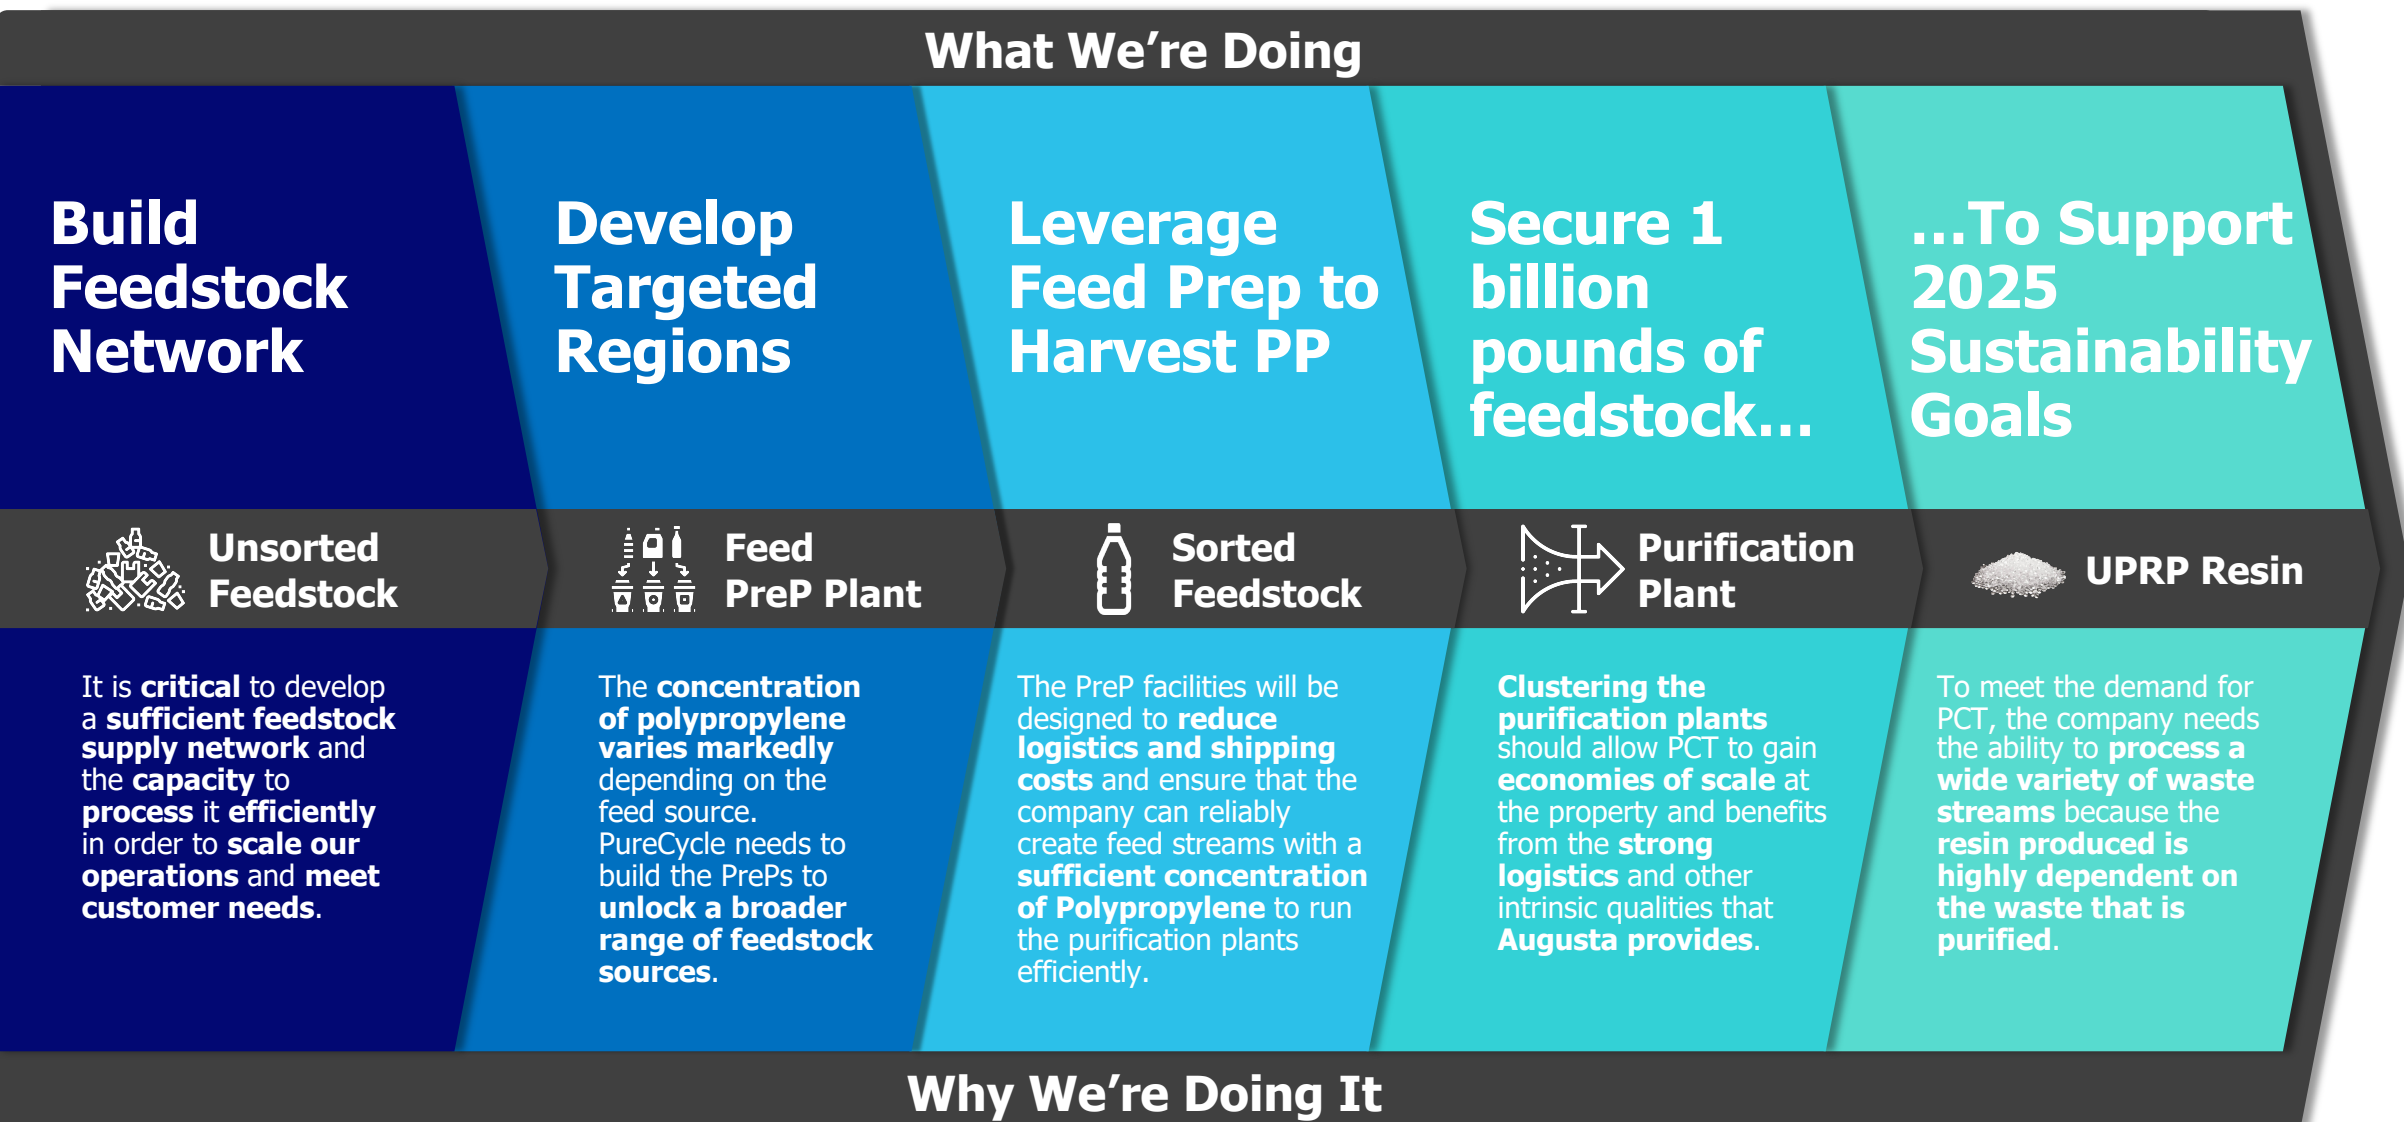 What We’re Doing
Build
Feedstock
Network
Develop
Targeted
Regions
Leverage
Feed Prep to
Harvest PP
Secure 1
billion
pounds of
feedstock...
...To Support
2025
Sustainability
Goals
Unsorted
Feedstock
Feed
PreP Plant
Sorted
Feedstock
Purification
Plant
UPRP Resin
It is critical to develop
a sufficient feedstock
supply network and
the capacity to
process it efficiently
in order to scale our
operations and meet
customer needs.
The concentration
of polypropylene
varies markedly
depending on the
feed source.
PureCycle needs to
build the PrePs to
unlock a broader
range of feedstock
sources.
The PreP facilities will be
designed to reduce
logistics and shipping
costs and ensure that the
company can reliably
create feed streams with a
sufficient concentration
of Polypropylene to run
the purification plants
efficiently.
Clustering the
purification plants
should allow PCT to gain
economies of scale at
the property and benefits
from the strong
logistics and other
intrinsic qualities that
Augusta provides.
To meet the demand for
PCT, the company needs
the ability to process a
wide variety of waste
streams because the
resin produced is
highly dependent on
the waste that is
purified.
Why We’re Doing It